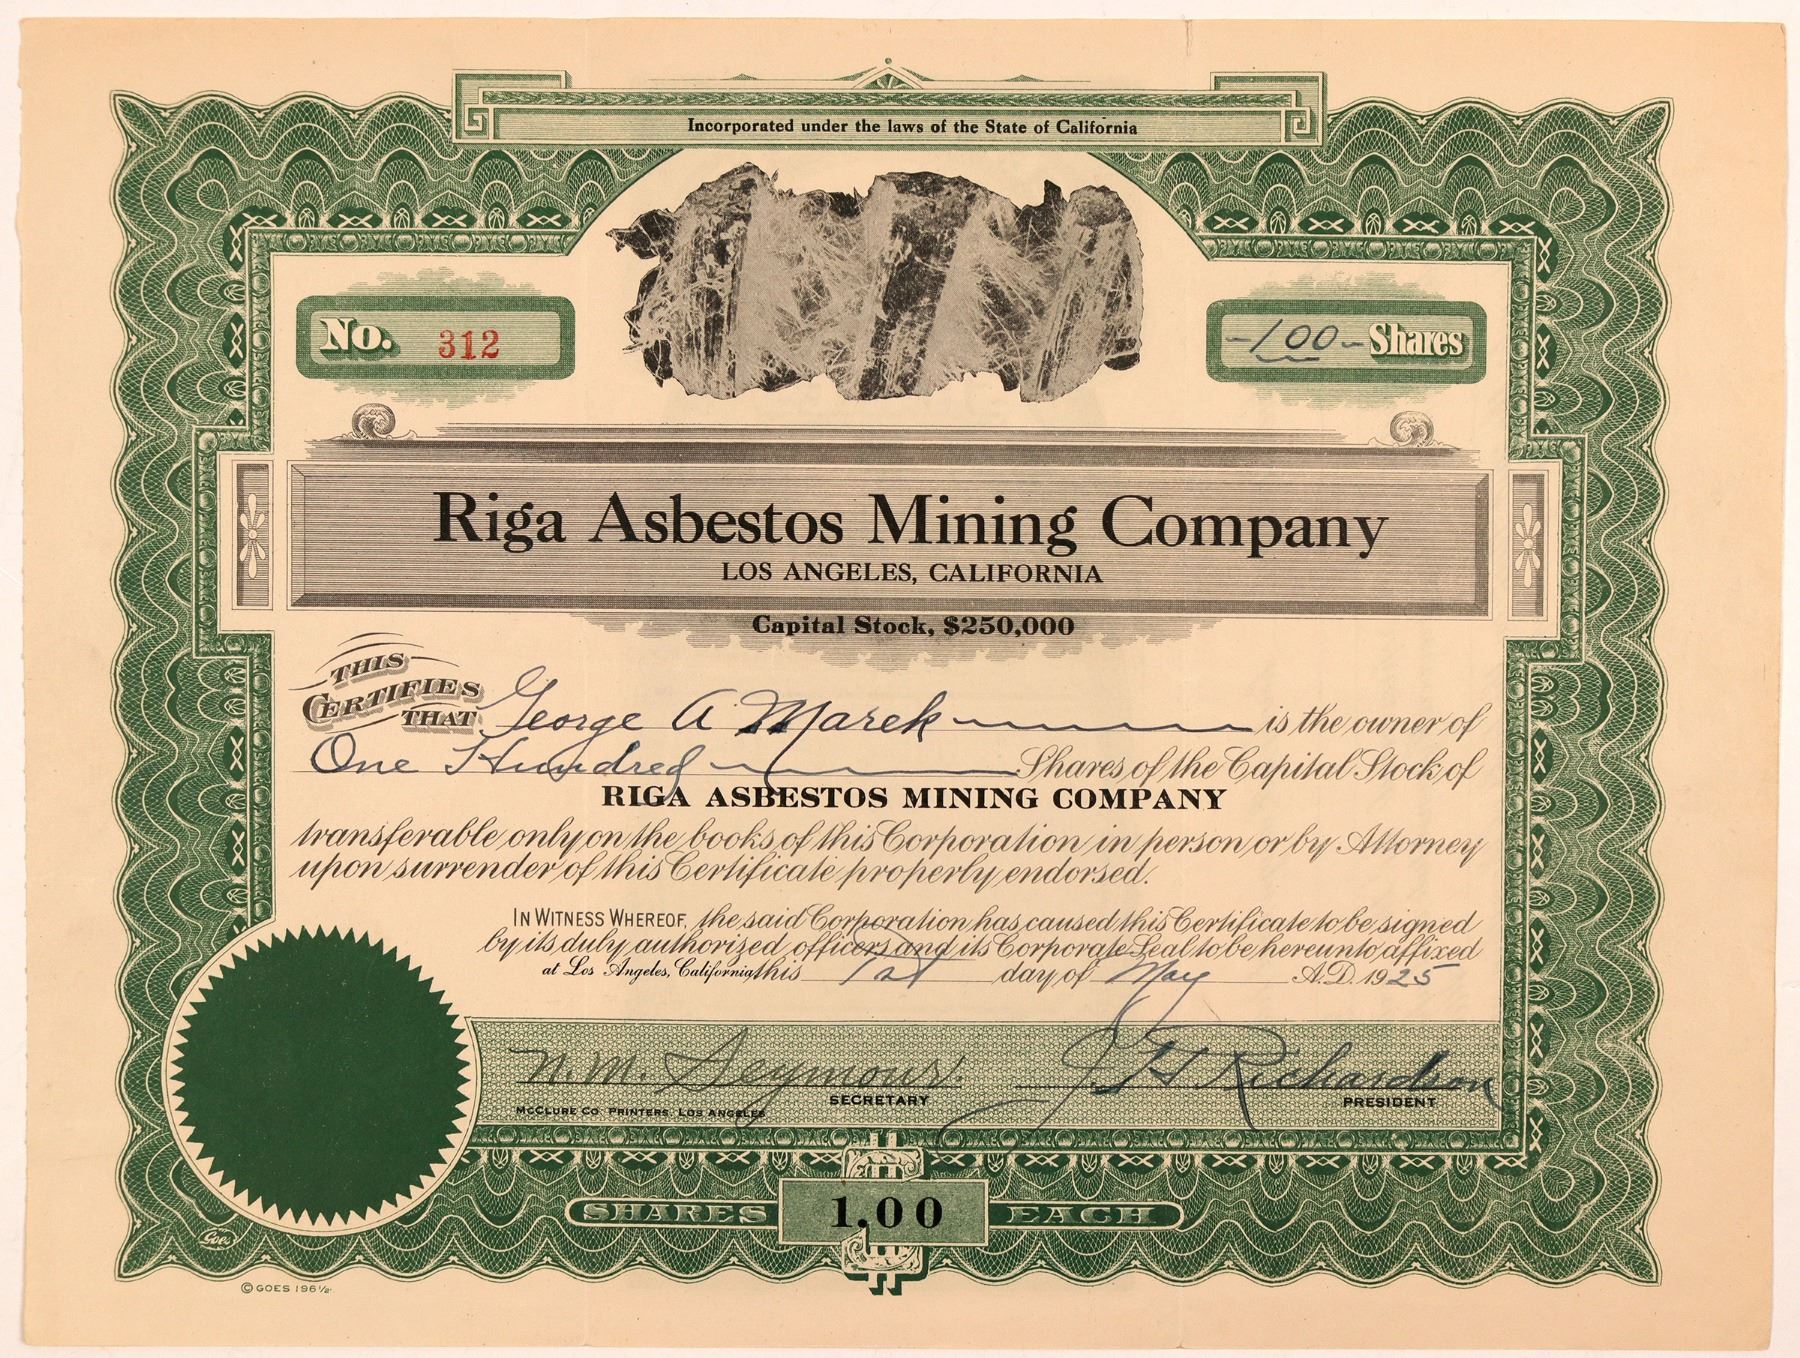 Incorporated under the laws of the State of California
No. 312
-100- Shares
Riga Asbestos Mining Company
LOS ANGELES, CALIFORNIA
Capital Stock, $250,000
THIS CERTIFIES THAT George A Marek is the owner of
One Hundred Shares of the Capital Stock of
RIGA ASBESTOS MINING COMPANY
transferable only on the books of this Corporation in person or by Attorney
upon surrender of this Certificate properly endorsed.
IN WITNESS WHEREOF, the said Corporation has caused this Certificate to be signed
by its duly authorized officers and its Corporate Seal to be hereunto affixed
at Los Angeles, California, this 1st day of May A.D. 1925
N. M. Seymour. J. H Richardson
SECRETARY PRESIDENT
McCLURE CO. PRINTERS, LOS ANGELES
SHARES 1.00 EACH
Goes
© GOES 196½